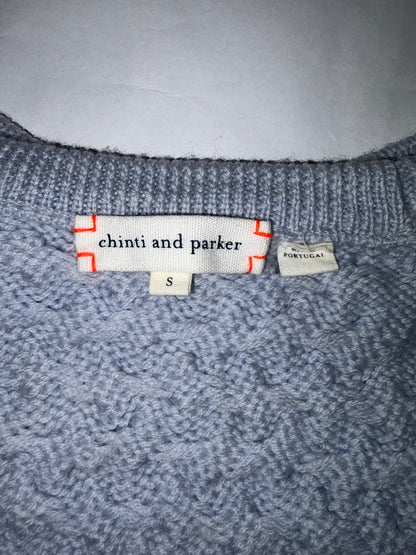 chinti and parker
S
PORTUGAL